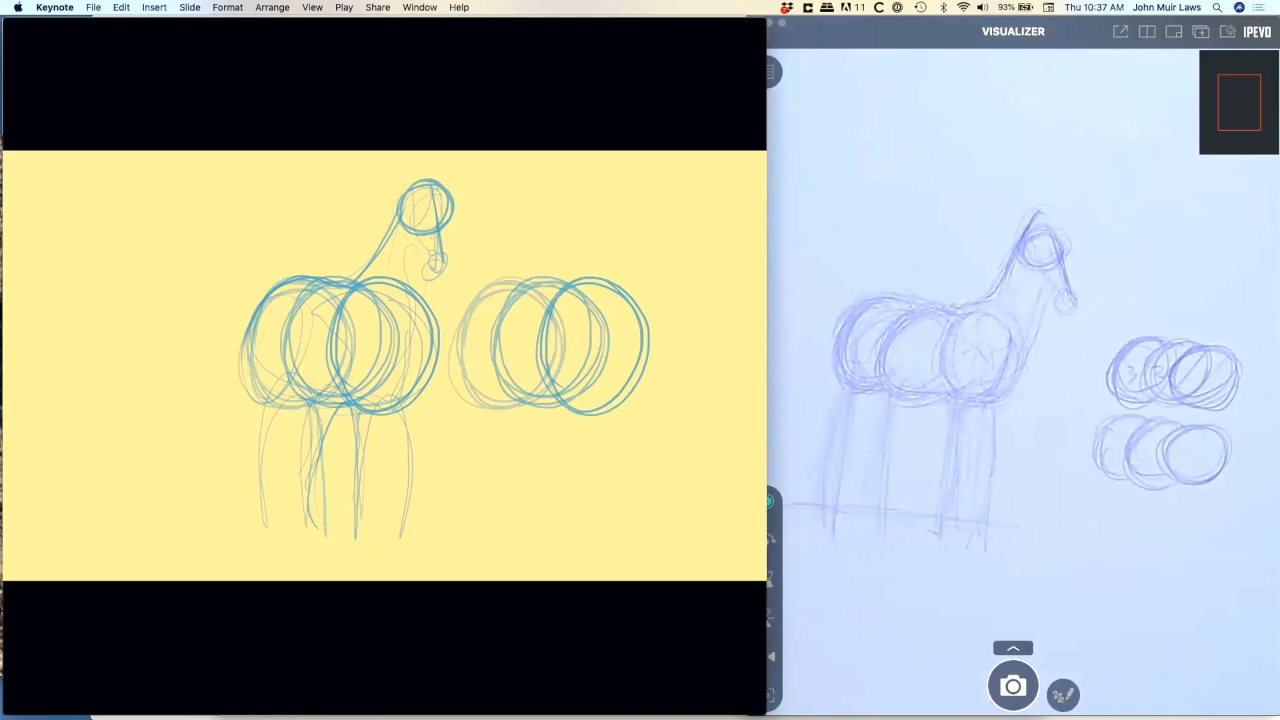 Keynote File Edit Insert Slide Format Arrange View Play Share Window Help 11 93% Thu 10:37 AM John Muir Laws
VISUALIZER
IPEVO